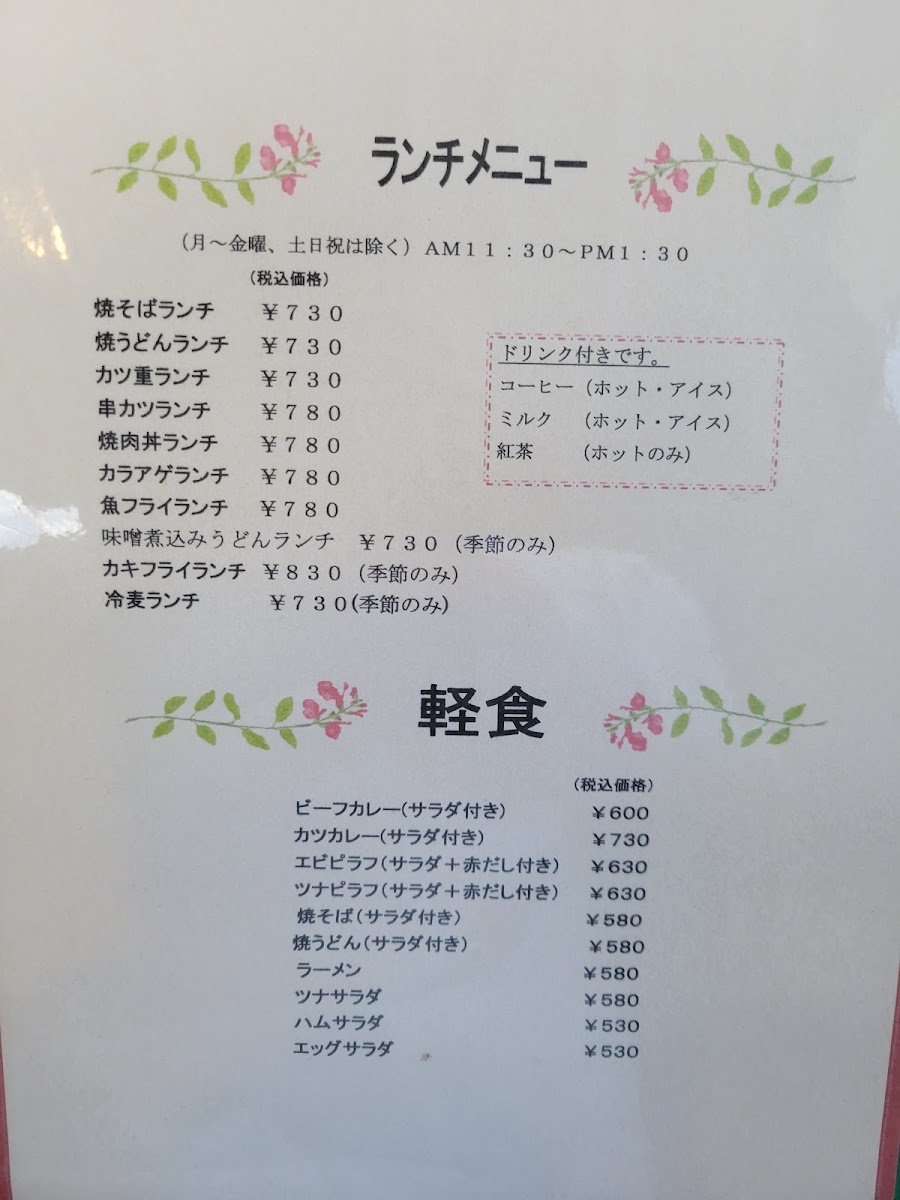 ランチメニュー
（月～金曜、土日祝は除く）ＡＭ１１：３０～ＰＭ１：３０
（税込価格）
焼そばランチ　￥７３０
焼うどんランチ　￥７３０
カツ重ランチ　￥７３０
串カツランチ　￥７８０
焼肉丼ランチ　￥７８０
カラアゲランチ　￥７８０
魚フライランチ　￥７８０
味噌煮込みうどんランチ　￥７３０（季節のみ）
カキフライランチ　￥８３０（季節のみ）
冷麦ランチ　￥７３０(季節のみ)
ドリンク付きです。
コーヒー（ホット・アイス）
ミルク　（ホット・アイス）
紅茶　（ホットのみ）
軽食
（税込価格）
ビーフカレー(サラダ付き)　￥600
カツカレー(サラダ付き)　￥730
エビピラフ(サラダ＋赤だし付き)　￥630
ツナピラフ(サラダ＋赤だし付き)　￥630
焼そば(サラダ付き)　￥580
焼うどん(サラダ付き)　￥580
ラーメン　￥580
ツナサラダ　￥580
ハムサラダ　￥530
エッグサラダ　￥530